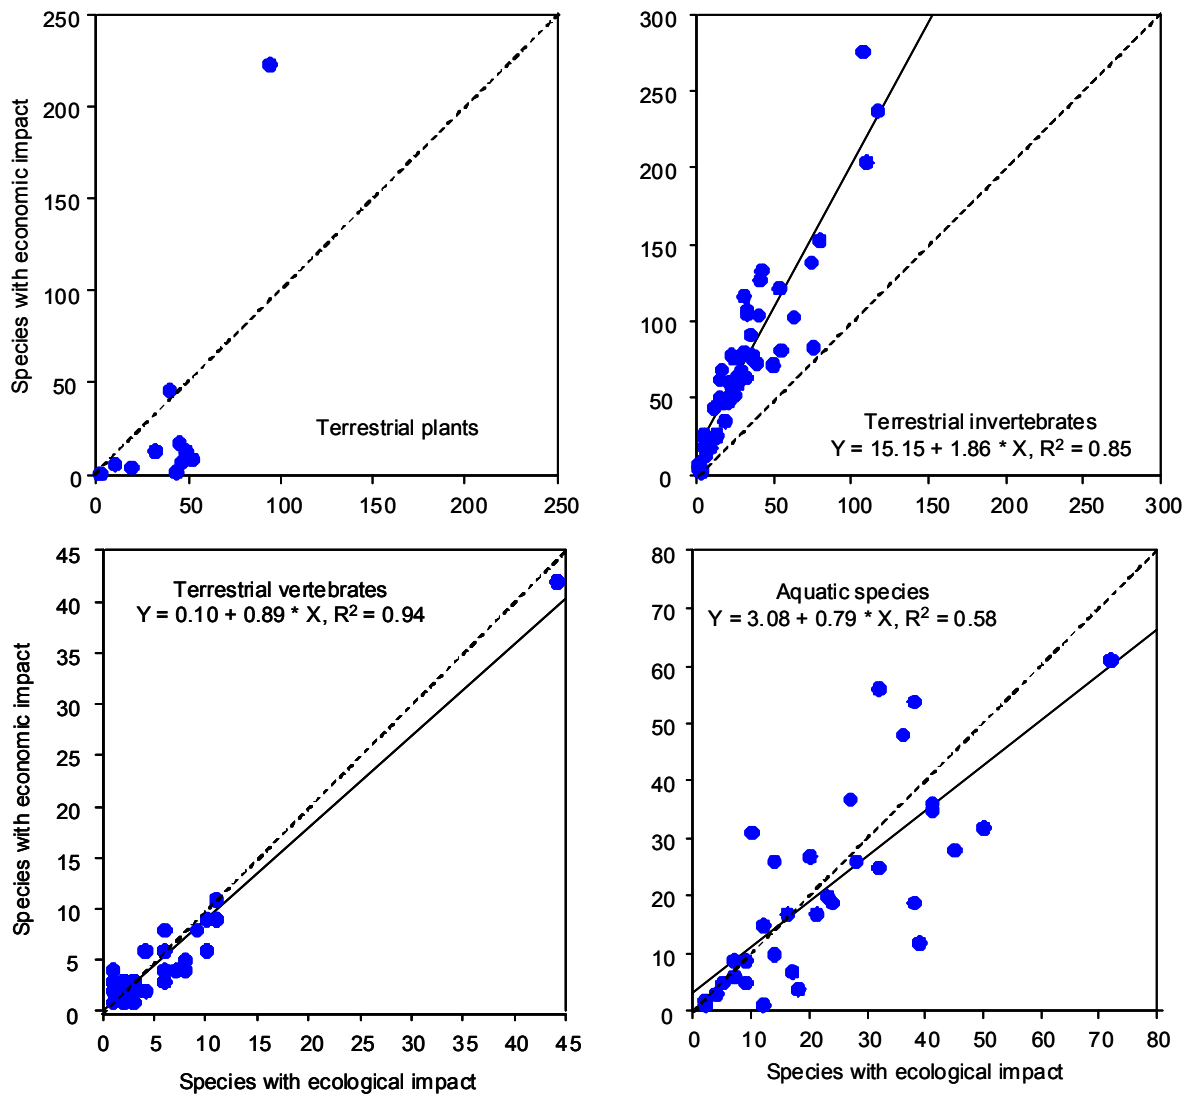 250
200
150
100
50
0
Species with economic impact
Terrestrial plants
0 50 100 150 200 250
300
250
200
150
100
50
0
Terrestrial invertebrates
Y = 15.15 + 1.86 * X, R² = 0.85
0 50 100 150 200 250 300
45
40
35
30
25
20
15
10
5
0
Species with economic impact
Terrestrial vertebrates
Y = 0.10 + 0.89 * X, R² = 0.94
0 5 10 15 20 25 30 35 40 45
Species with ecological impact
80
70
60
50
40
30
20
10
0
Aquatic species
Y = 3.08 + 0.79 * X, R² = 0.58
0 10 20 30 40 50 60 70 80
Species with ecological impact